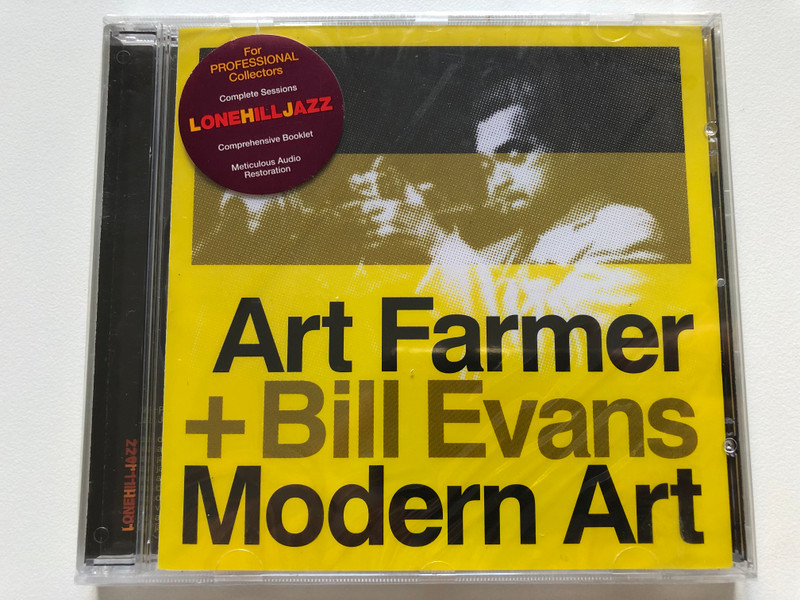 For
PROFESSIONAL
Collectors
Complete Sessions
LONEHILLJAZZ
Comprehensive Booklet
Meticulous Audio
Restoration
Art Farmer
+ Bill Evans
Modern Art
LONEHILLJAZZ